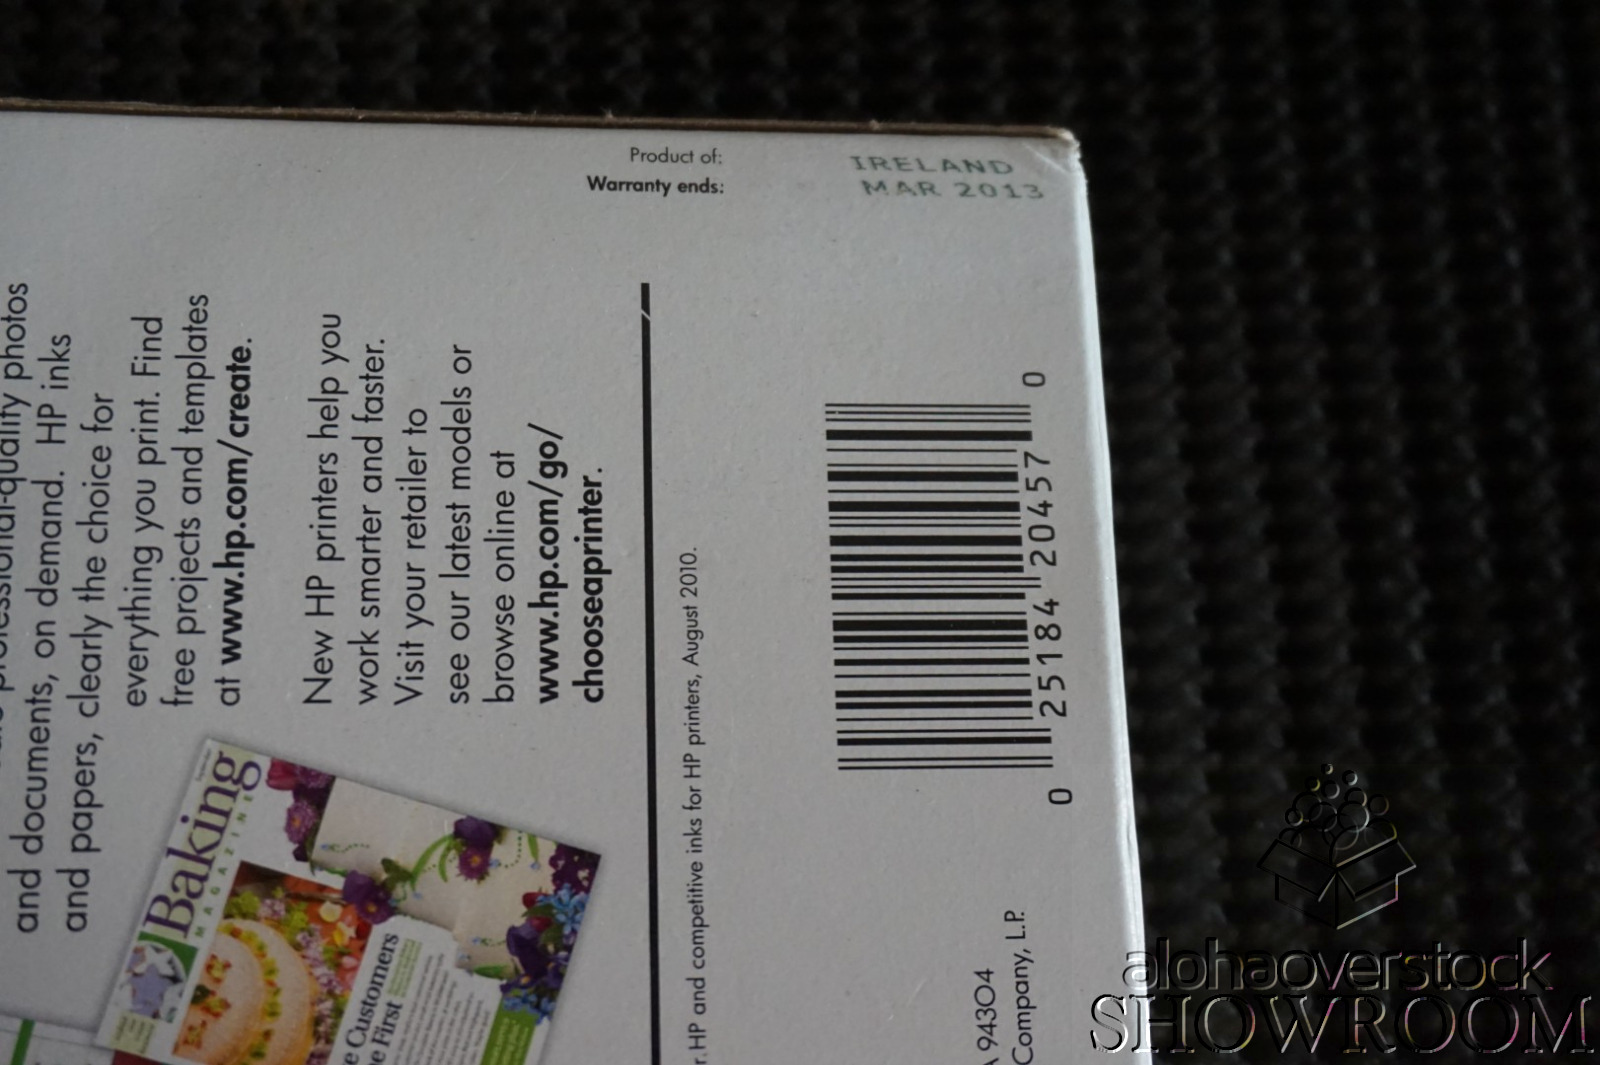 Product of: IRELAND
Warranty ends: MAR 2013
photos
and documents, on demand. HP inks
and papers, clearly the choice for
everything you print. Find
free projects and templates
at www.hp.com/create.
New HP printers help you
work smarter and faster.
Visit your retailer to
see our latest models or
browse online at
www.hp.com/go/
chooseaprinter.
HP and competitive inks for HP printers, August 2010.
0 25184 20457 0
94304
Company, L.P.
Baking
MAGAZINE
Customers
First
alohaoverstock
SHOWROOM